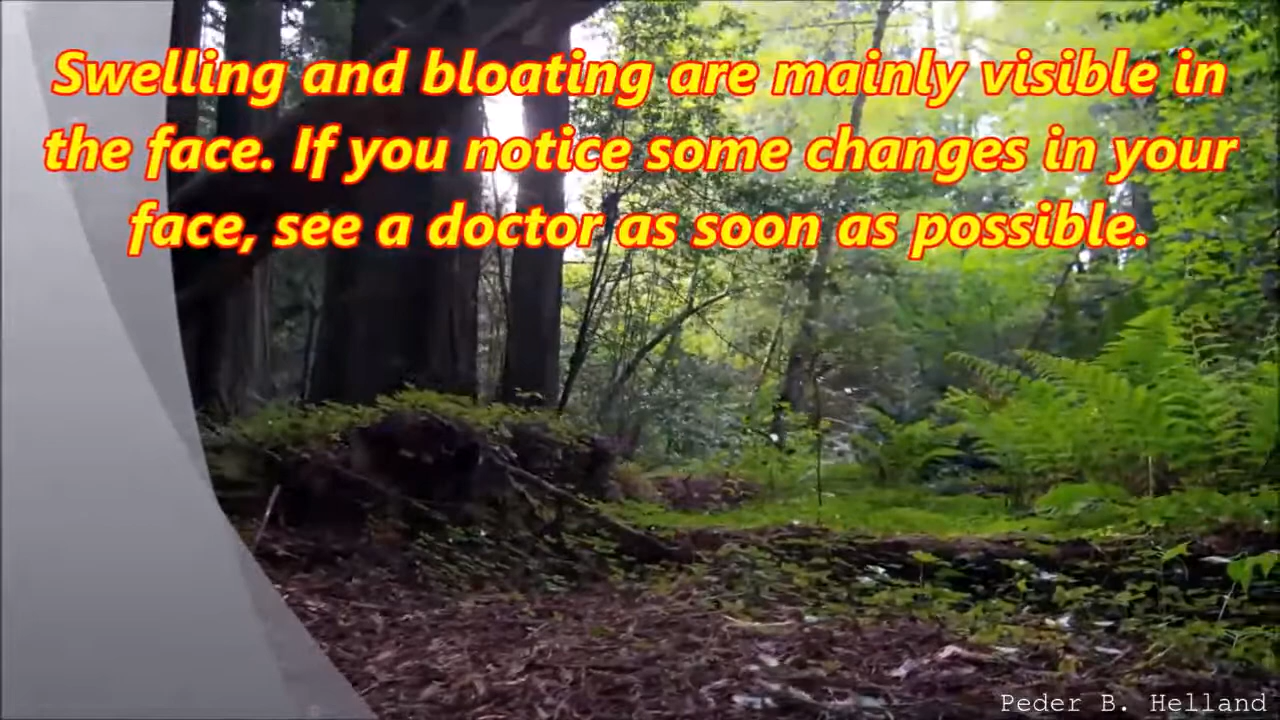 Swelling and bloating are mainly visible in
the face. If you notice some changes in your
face, see a doctor as soon as possible.
Peder B. Helland